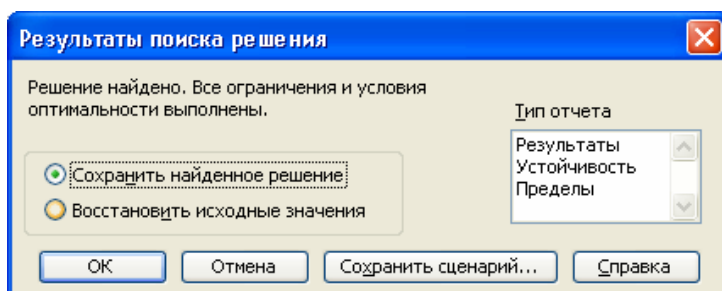 Результаты поиска решения
Решение найдено. Все ограничения и условия
оптимальности выполнены.
Тип отчета
Результаты
Устойчивость
Пределы
Сохранить найденное решение
Восстановить исходные значения
ОК
Отмена
Сохранить сценарий...
Справка